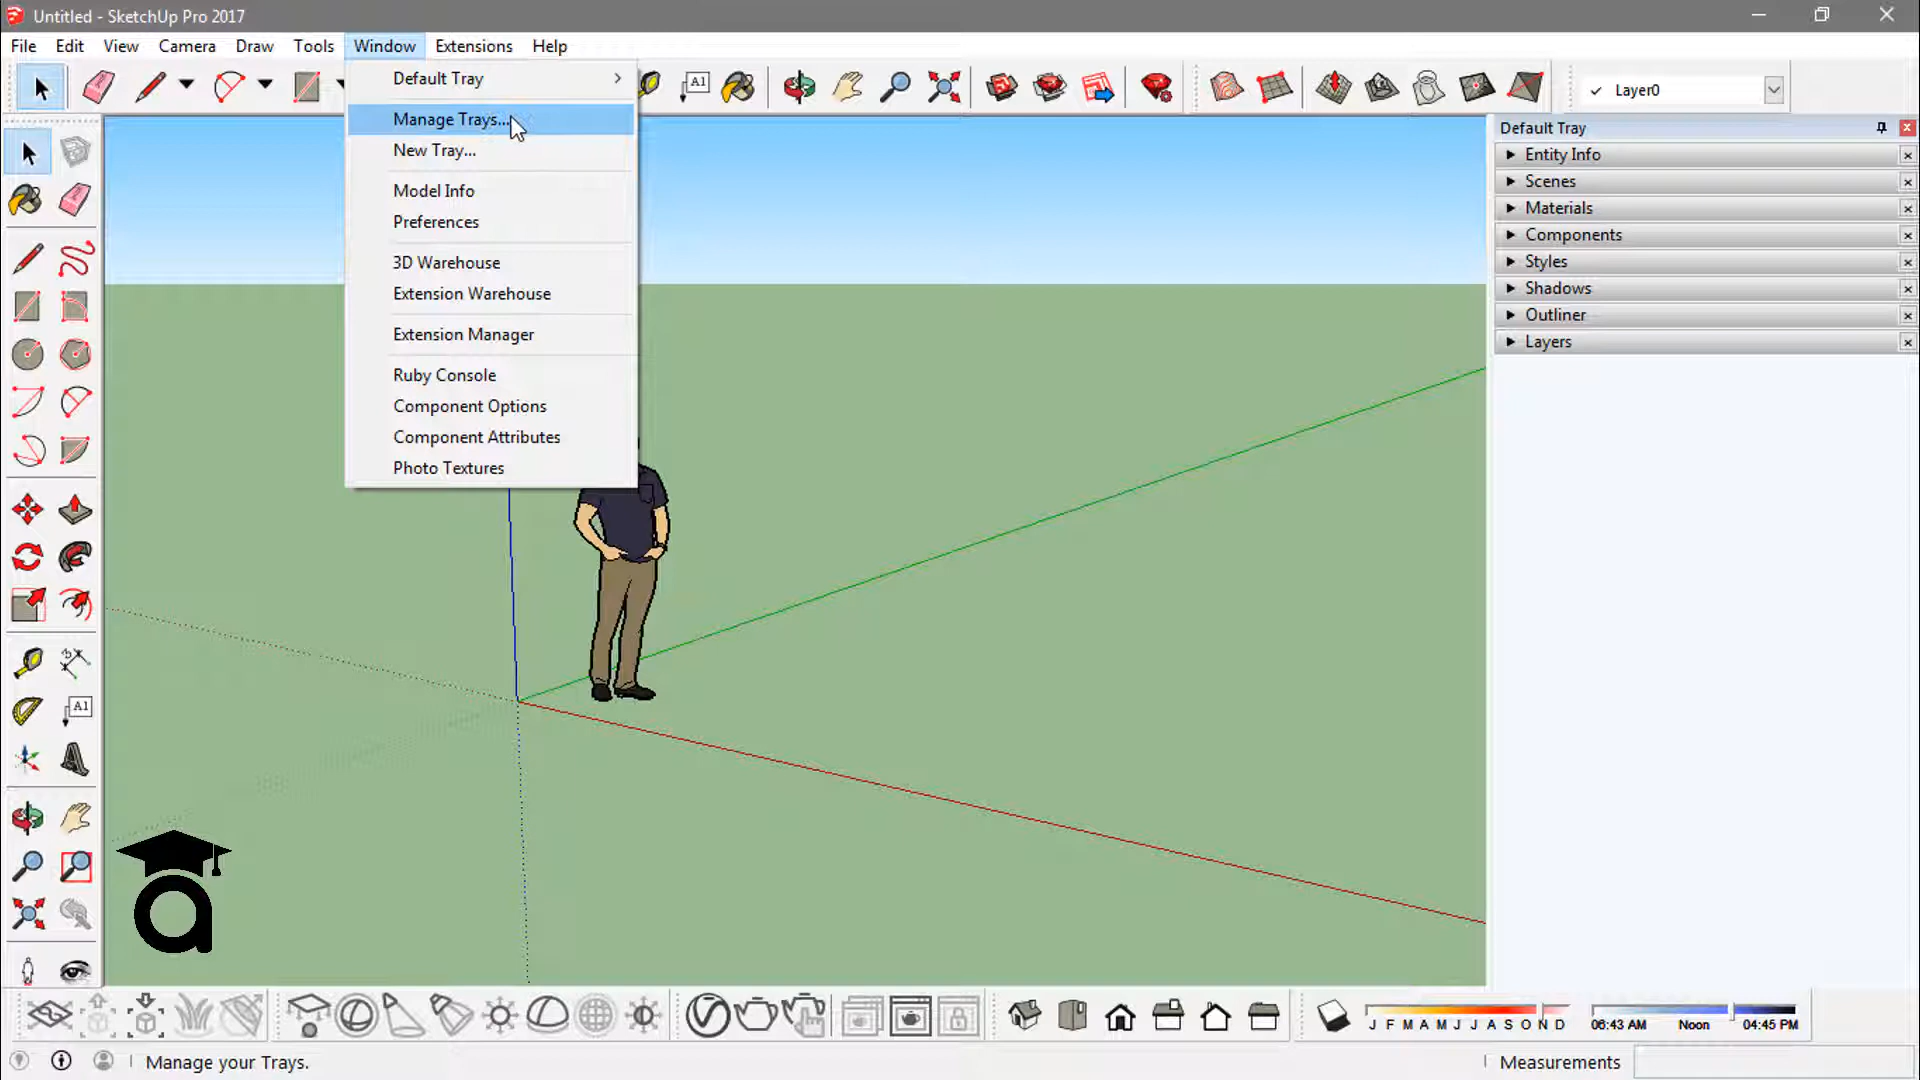 Untitled - SketchUp Pro 2017
File Edit View Camera Draw Tools Window Extensions Help
Default Tray
Manage Trays...
New Tray...
Model Info
Preferences
3D Warehouse
Extension Warehouse
Extension Manager
Ruby Console
Component Options
Component Attributes
Photo Textures
A1
Layer0
Default Tray
Entity Info
Scenes
Materials
Components
Styles
Shadows
Outliner
Layers
A1
a
J F M A M J J A S O N D
06:43 AM Noon 04:45 PM
Manage your Trays.
Measurements